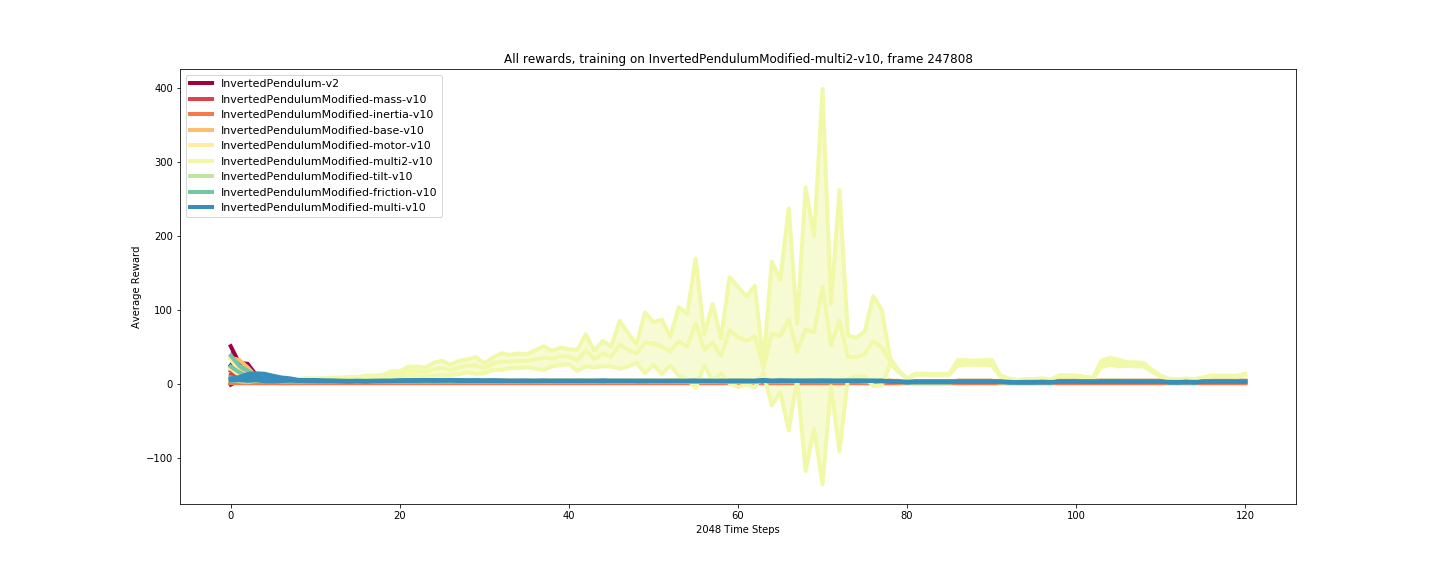 All rewards, training on InvertedPendulumModified-multi2-v10, frame 247808
InvertedPendulum-v2
InvertedPendulumModified-mass-v10
InvertedPendulumModified-inertia-v10
InvertedPendulumModified-base-v10
InvertedPendulumModified-motor-v10
InvertedPendulumModified-multi2-v10
InvertedPendulumModified-tilt-v10
InvertedPendulumModified-friction-v10
InvertedPendulumModified-multi-v10
Average Reward
400
300
200
100
0
−100
0 20 40 60 80 100 120
2048 Time Steps